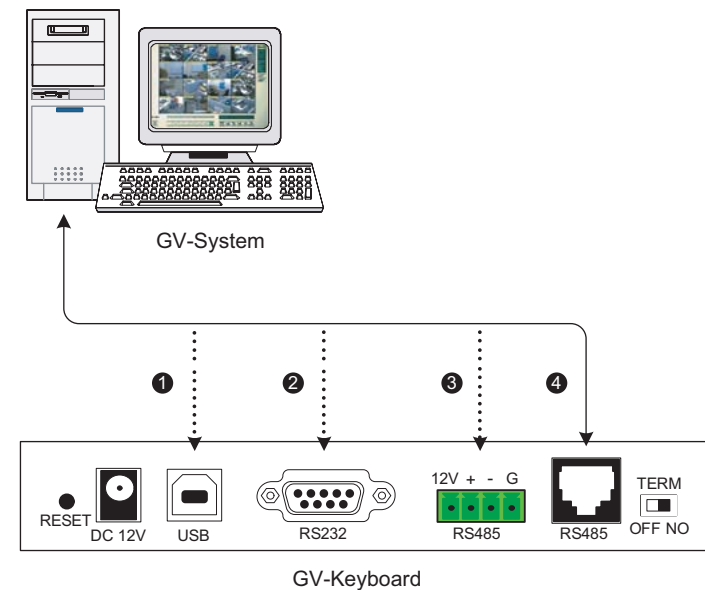 GV-System
1 2 3 4
12V + - G
TERM
RESET
DC 12V
USB
RS232
RS485
RS485
OFF NO
GV-Keyboard